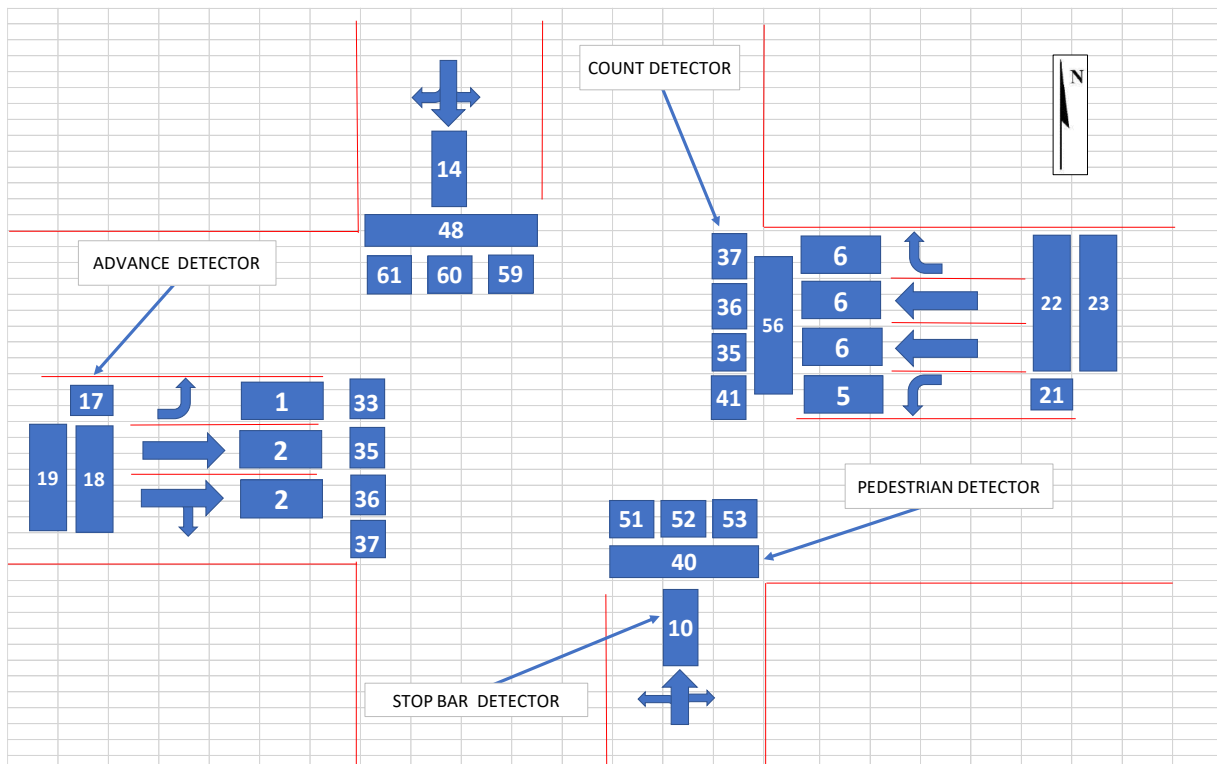 COUNT DETECTOR
N
14
48
61 60 59
ADVANCE DETECTOR
37 6
36 6
35 6
41 5
56
22 23
21
17 1 33
19 18 2 35
2 36
37
PEDESTRIAN DETECTOR
51 52 53
40
10
STOP BAR DETECTOR